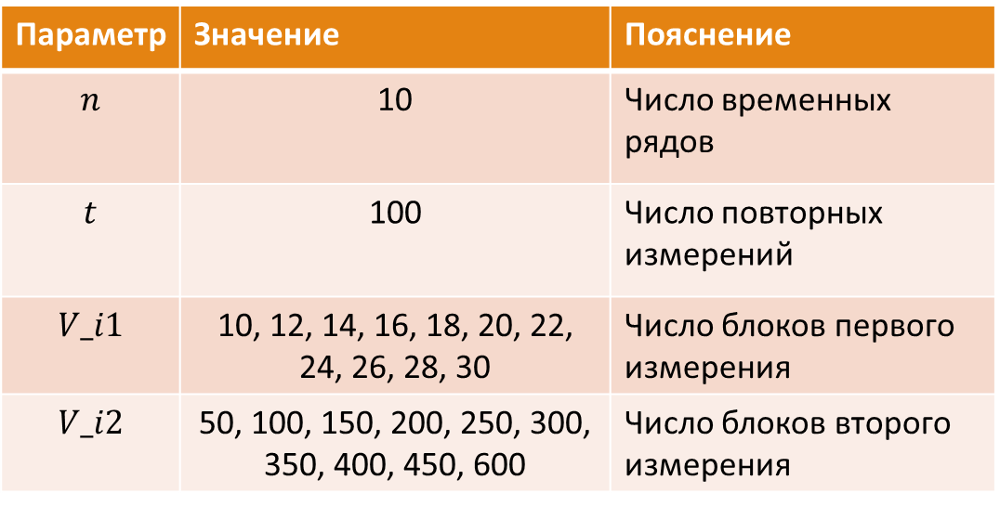 Параметр Значение Пояснение
n 10 Число временных
рядов
t 100 Число повторных
измерений
V_i1 10, 12, 14, 16, 18, 20, 22, Число блоков первого
24, 26, 28, 30 измерения
V_i2 50, 100, 150, 200, 250, 300, Число блоков второго
350, 400, 450, 600 измерения